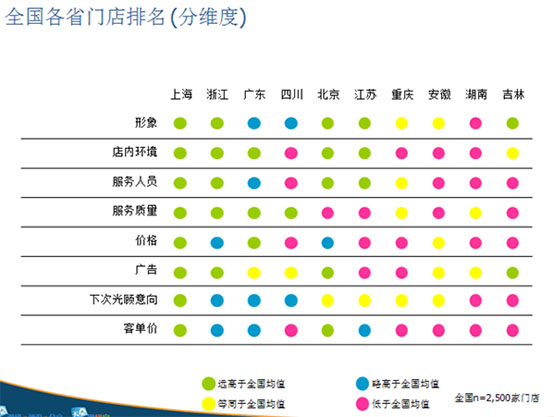 全国各省门店排名(分维度)
上海 浙江 广东 四川 北京 江苏 重庆 安徽 湖南 吉林
形象
店内环境
服务人员
服务质量
价格
广告
下次光顾意向
客单价
远高于全国均值 略高于全国均值
等同于全国均值 低于全国均值
全国n=2,500家门店